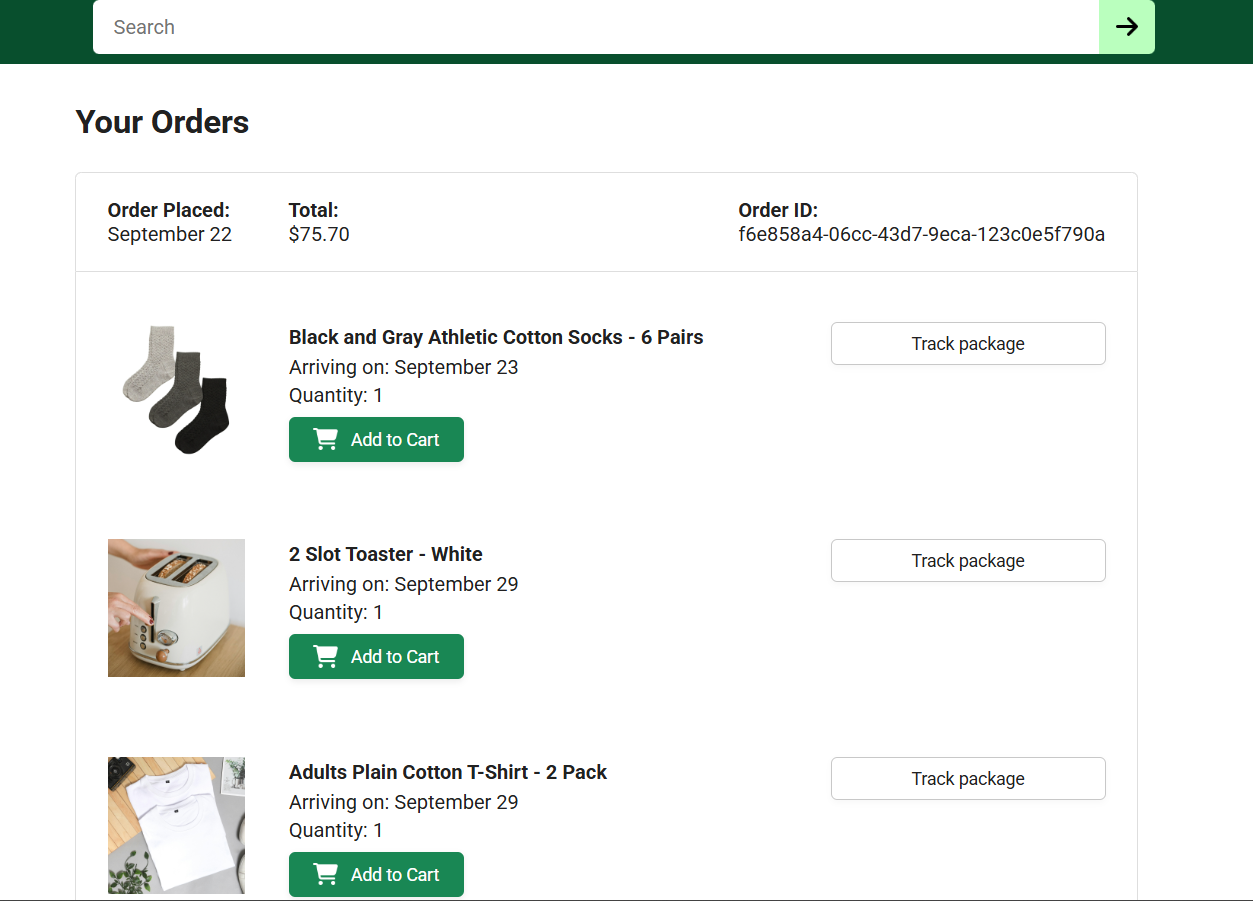 Search
Your Orders
Order Placed:
September 22
Total:
$75.70
Order ID:
f6e858a4-06cc-43d7-9eca-123c0e5f790a
Black and Gray Athletic Cotton Socks - 6 Pairs
Arriving on: September 23
Quantity: 1
Add to Cart
Track package
2 Slot Toaster - White
Arriving on: September 29
Quantity: 1
Add to Cart
Track package
Adults Plain Cotton T-Shirt - 2 Pack
Arriving on: September 29
Quantity: 1
Add to Cart
Track package